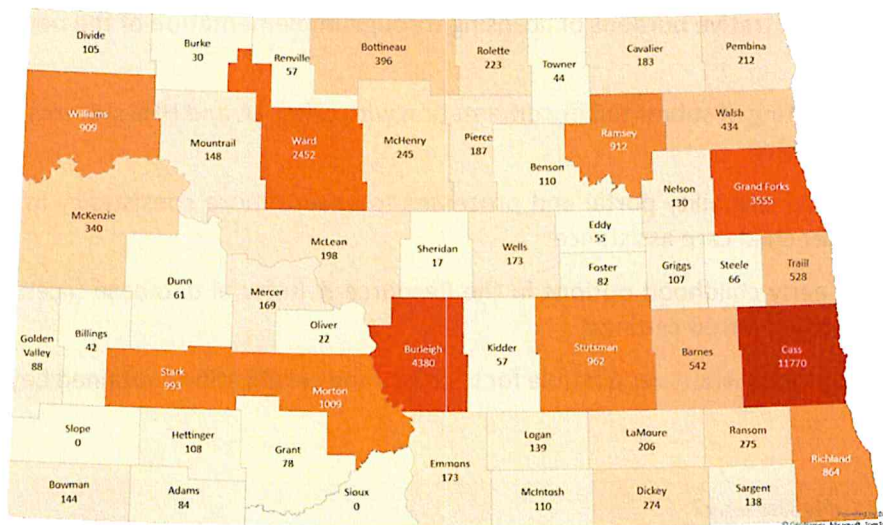 Divide
105
Burke
30
Renville
57
Bottineau
396
Rolette
223
Towner
44
Cavalier
183
Pembina
212
Williams
909
Mountrail
148
Ward
2452
McHenry
245
Pierce
187
Benson
110
Ramsey
912
Walsh
434
Nelson
130
Grand Forks
3555
McKenzie
340
McLean
198
Sheridan
17
Wells
173
Eddy
55
Foster
82
Griggs
107
Steele
66
Traill
528
Dunn
61
Mercer
169
Oliver
22
Golden
Valley
88
Billings
42
Stark
993
Morton
1009
Burleigh
4380
Kidder
57
Stutsman
962
Barnes
542
Cass
11770
Slope
0
Hettinger
108
Grant
78
Logan
139
LaMoure
206
Ransom
275
Richland
864
Bowman
144
Adams
84
Sioux
0
Emmons
173
McIntosh
110
Dickey
274
Sargent
138
Powered by B